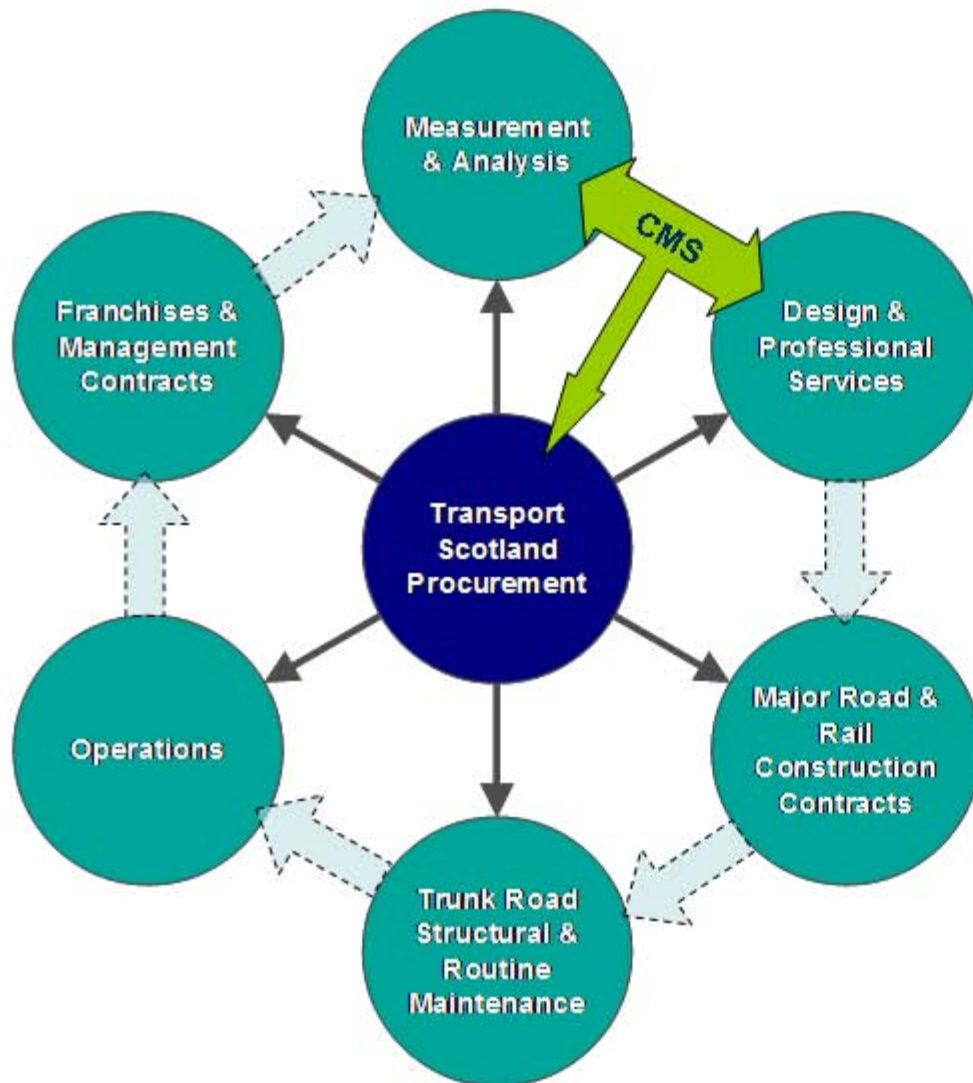 Measurement
& Analysis
CMS
Franchises &
Management
Contracts
Design &
Professional
Services
Transport
Scotland
Procurement
Operations
Major Road &
Rail
Construction
Contracts
Trunk Road
Structural &
Routine
Maintenance